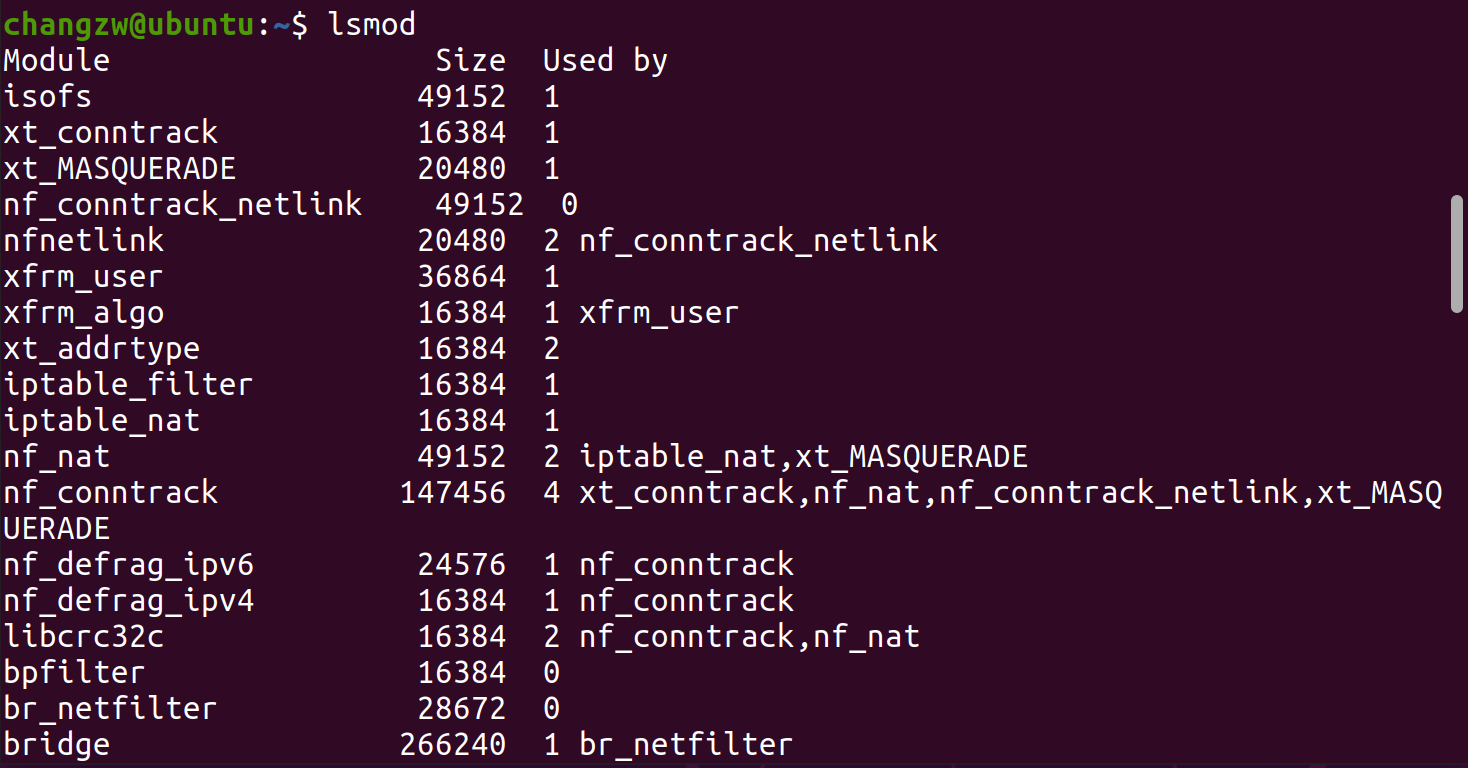 changzw@ubuntu:~$ lsmod
Module                  Size  Used by
isofs                  49152  1
xt_conntrack           16384  1
xt_MASQUERADE          20480  1
nf_conntrack_netlink    49152  0
nfnetlink              20480  2 nf_conntrack_netlink
xfrm_user              36864  1
xfrm_algo              16384  1 xfrm_user
xt_addrtype            16384  2
iptable_filter         16384  1
iptable_nat            16384  1
nf_nat                 49152  2 iptable_nat,xt_MASQUERADE
nf_conntrack          147456  4 xt_conntrack,nf_nat,nf_conntrack_netlink,xt_MASQ
UERADE
nf_defrag_ipv6         24576  1 nf_conntrack
nf_defrag_ipv4         16384  1 nf_conntrack
libcrc32c              16384  2 nf_conntrack,nf_nat
bpfilter               16384  0
br_netfilter           28672  0
bridge                266240  1 br_netfilter